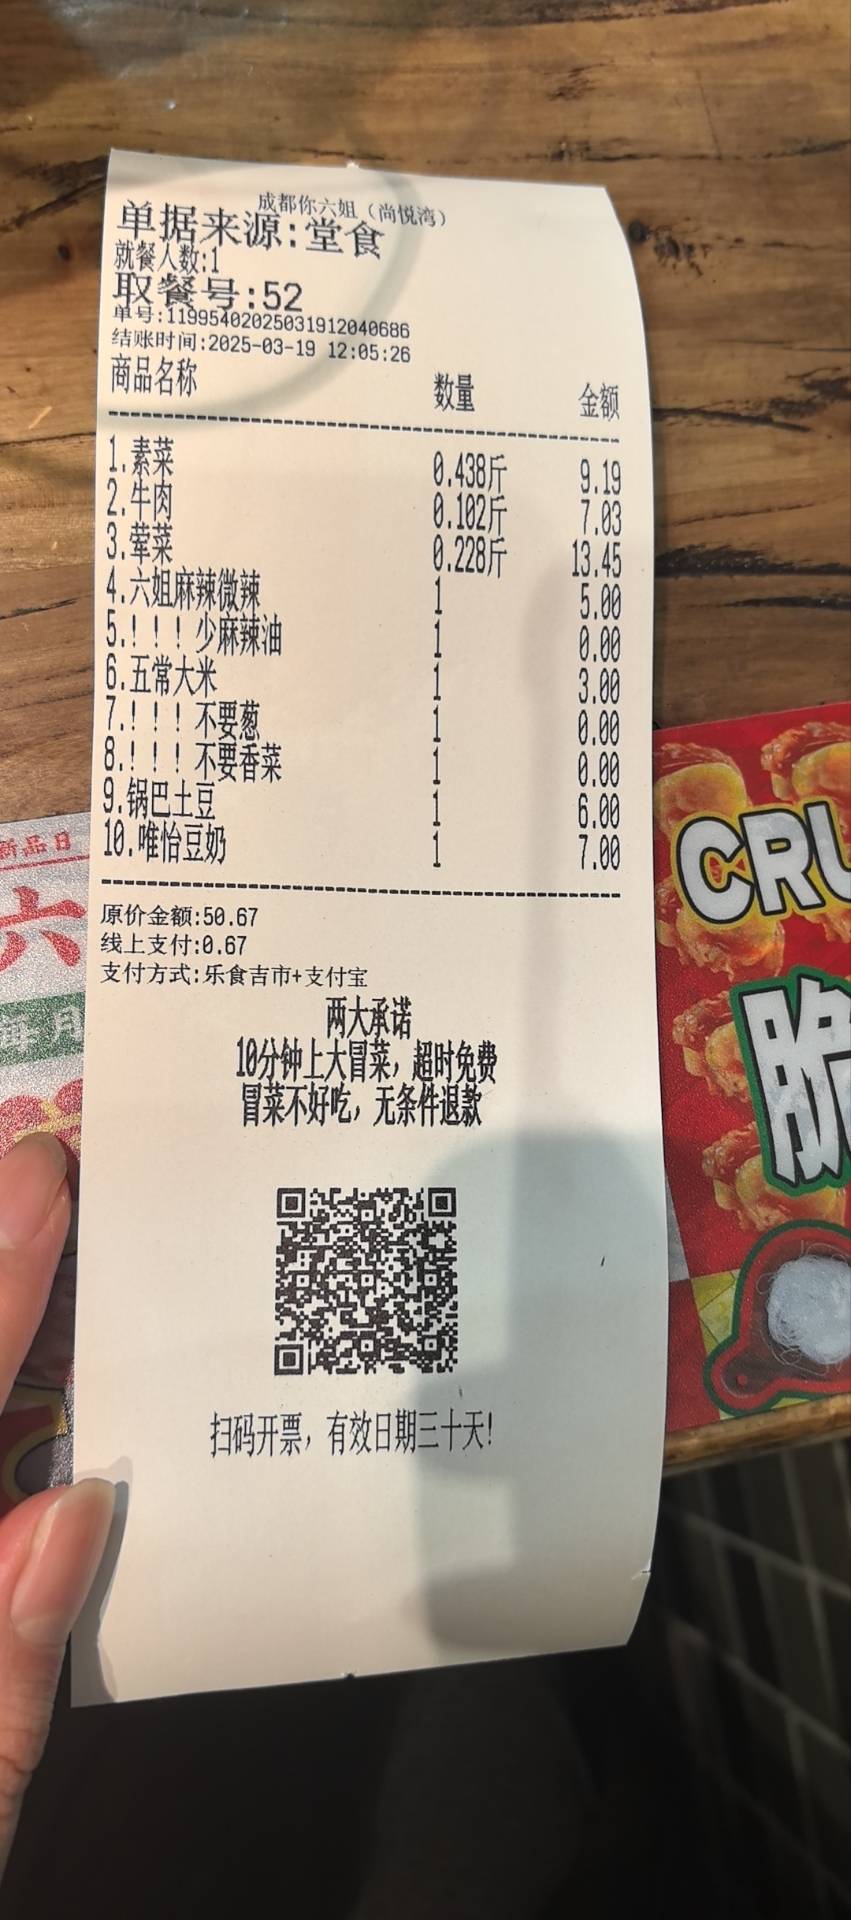 成都你六姐（尚悦湾）
单据来源:堂食
就餐人数:1
取餐号:52
单号:11995402025031912040686
结账时间:2025-03-19 12:05:26
商品名称 数量 金额
1.素菜 0.438斤 9.19
2.牛肉 0.102斤 7.03
3.荤菜 0.228斤 13.45
4.六姐麻辣微辣 1 5.00
5.!!!少麻辣油 1 0.00
6.五常大米 1 3.00
7.!!!不要葱 1 0.00
8.!!!不要香菜 1 0.00
9.锅巴土豆 1 6.00
10.唯怡豆奶 1 7.00
原价金额:50.67
线上支付:0.67
支付方式:乐食吉市+支付宝
两大承诺
10分钟上大冒菜，超时免费
冒菜不好吃，无条件退款
扫码开票，有效日期三十天!
新品日
六
每月
CRU
脆